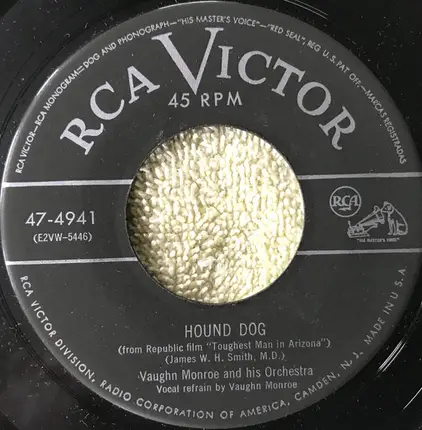 RCA VICTOR—RCA MONOGRAM—DOG AND PHONOGRAPH—"HIS MASTER'S VOICE"—"RED SEAL", REG. U.S. PAT. OFF.—MARCAS REGISTRADAS
RCA VICTOR
45 RPM
47-4941
(E2VW-5446)
RCA
"HIS MASTER'S VOICE"
HOUND DOG
(from Republic film "Toughest Man in Arizona")
(James W. H. Smith, M.D.)
Vaughn Monroe and his Orchestra
Vocal refrain by Vaughn Monroe
RCA VICTOR DIVISION, RADIO CORPORATION OF AMERICA, CAMDEN, N. J. MADE IN U.S.A